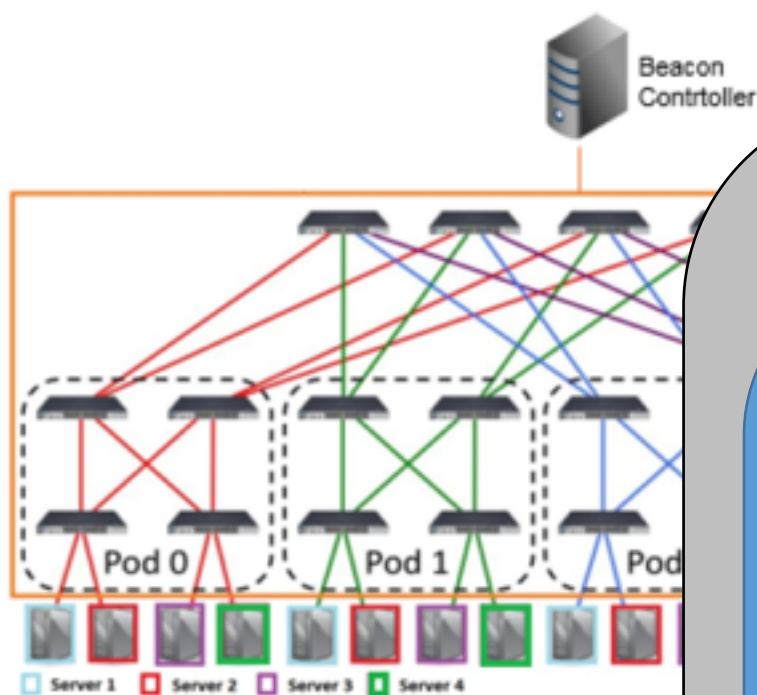 Beacon
Contrtoller
Pod 0
Pod 1
Pod
Server 1
Server 2
Server 3
Server 4